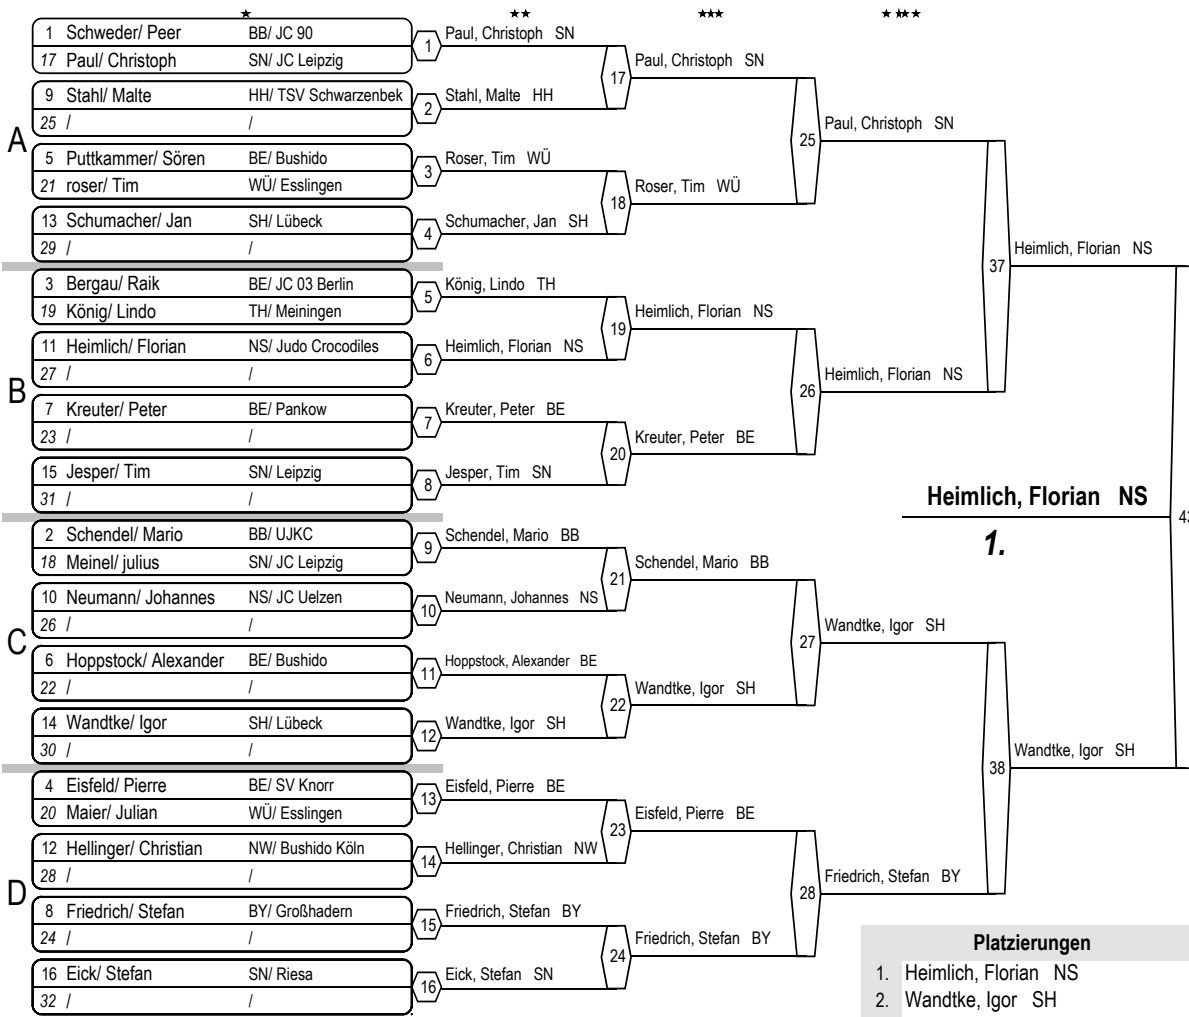 ★ ★★ ★★★ ★★★★
1 Schweder/ Peer BB/ JC 90
17 Paul/ Christoph SN/ JC Leipzig
1 Paul, Christoph SN
17 Paul, Christoph SN
9 Stahl/ Malte HH/ TSV Schwarzenbek
25 / /
2 Stahl, Malte HH
25 Paul, Christoph SN
A
5 Puttkammer/ Sören BE/ Bushido
21 roser/ Tim WÜ/ Esslingen
3 Roser, Tim WÜ
18 Roser, Tim WÜ
13 Schumacher/ Jan SH/ Lübeck
29 / /
4 Schumacher, Jan SH
37 Heimlich, Florian NS
3 Bergau/ Raik BE/ JC 03 Berlin
19 König/ Lindo TH/ Meiningen
5 König, Lindo TH
19 Heimlich, Florian NS
11 Heimlich/ Florian NS/ Judo Crocodiles
27 / /
6 Heimlich, Florian NS
26 Heimlich, Florian NS
B
7 Kreuter/ Peter BE/ Pankow
23 / /
7 Kreuter, Peter BE
20 Kreuter, Peter BE
15 Jesper/ Tim SN/ Leipzig
31 / /
8 Jesper, Tim SN
Heimlich, Florian NS
43
1.
2 Schendel/ Mario BB/ UJKC
18 Meinel/ julius SN/ JC Leipzig
9 Schendel, Mario BB
21 Schendel, Mario BB
10 Neumann/ Johannes NS/ JC Uelzen
26 / /
10 Neumann, Johannes NS
27 Wandtke, Igor SH
C
6 Hoppstock/ Alexander BE/ Bushido
22 / /
11 Hoppstock, Alexander BE
22 Wandtke, Igor SH
14 Wandtke/ Igor SH/ Lübeck
30 / /
12 Wandtke, Igor SH
38 Wandtke, Igor SH
4 Eisfeld/ Pierre BE/ SV Knorr
20 Maier/ Julian WÜ/ Esslingen
13 Eisfeld, Pierre BE
23 Eisfeld, Pierre BE
12 Hellinger/ Christian NW/ Bushido Köln
28 / /
14 Hellinger, Christian NW
28 Friedrich, Stefan BY
D
8 Friedrich/ Stefan BY/ Großhadern
24 / /
15 Friedrich, Stefan BY
24 Friedrich, Stefan BY
16 Eick/ Stefan SN/ Riesa
32 / /
16 Eick, Stefan SN
Platzierungen
1. Heimlich, Florian NS
2. Wandtke, Igor SH